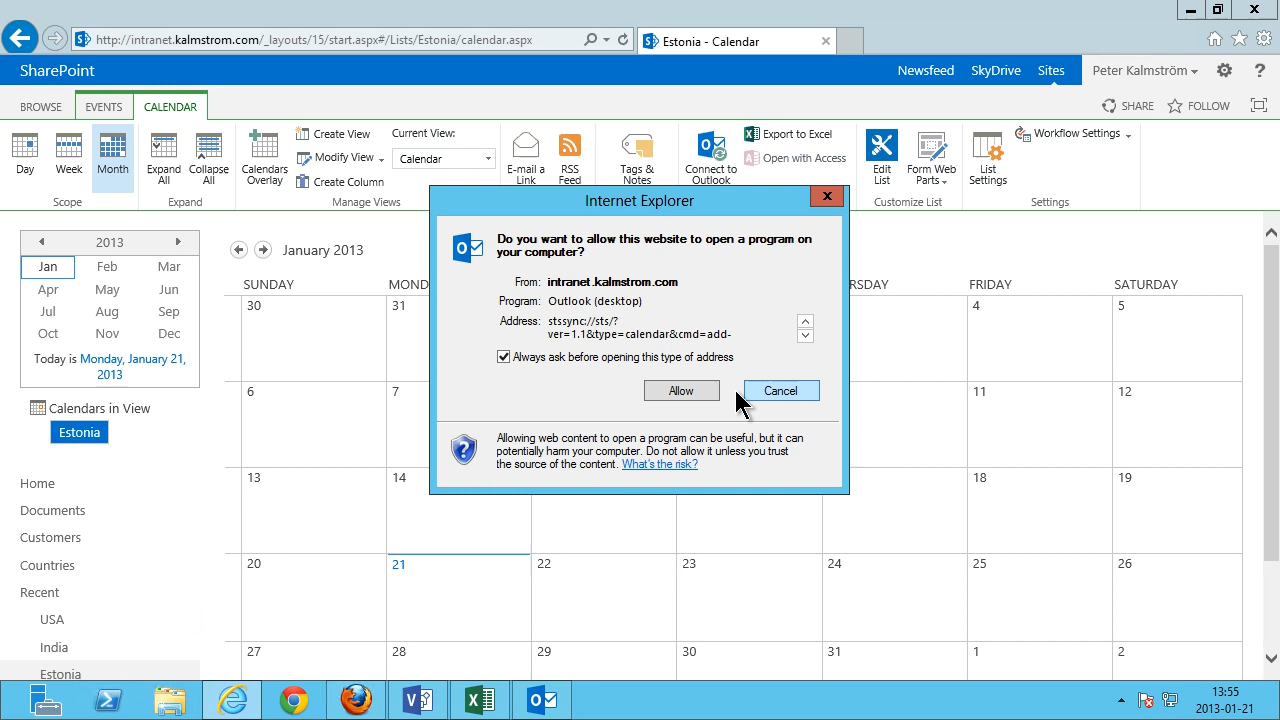 http://intranet.kalmstrom.com/_layouts/15/start.aspx#/Lists/Estonia/calendar.aspx
Estonia - Calendar
SharePoint
Newsfeed
SkyDrive
Sites
Peter Kalmström
BROWSE
EVENTS
CALENDAR
SHARE
FOLLOW
Day
Week
Month
Scope
Expand All
Collapse All
Expand
Calendars Overlay
Create View
Modify View
Create Column
Current View:
Calendar
Manage Views
E-mail a Link
RSS Feed
Tags & Notes
Connect to Outlook
Export to Excel
Open with Access
Edit List
Form Web Parts
Customize List
List Settings
Workflow Settings
Settings
2013
Jan Feb Mar
Apr May Jun
Jul Aug Sep
Oct Nov Dec
Today is Monday, January 21, 2013
Calendars in View
Estonia
Home
Documents
Customers
Countries
Recent
USA
India
Estonia
January 2013
SUNDAY MOND RSDAY FRIDAY SATURDAY
30 31 4 5
6 7 11 12
13 14 18 19
20 21 22 23 24 25 26
27 28 29 30 31 1 2
Internet Explorer
Do you want to allow this website to open a program on
your computer?
From: intranet.kalmstrom.com
Program: Outlook (desktop)
Address: stssync://sts/?
ver=1.1&type=calendar&cmd=add-
Always ask before opening this type of address
Allow
Cancel
Allowing web content to open a program can be useful, but it can
potentially harm your computer. Do not allow it unless you trust
the source of the content. What's the risk?
13:55
2013-01-21